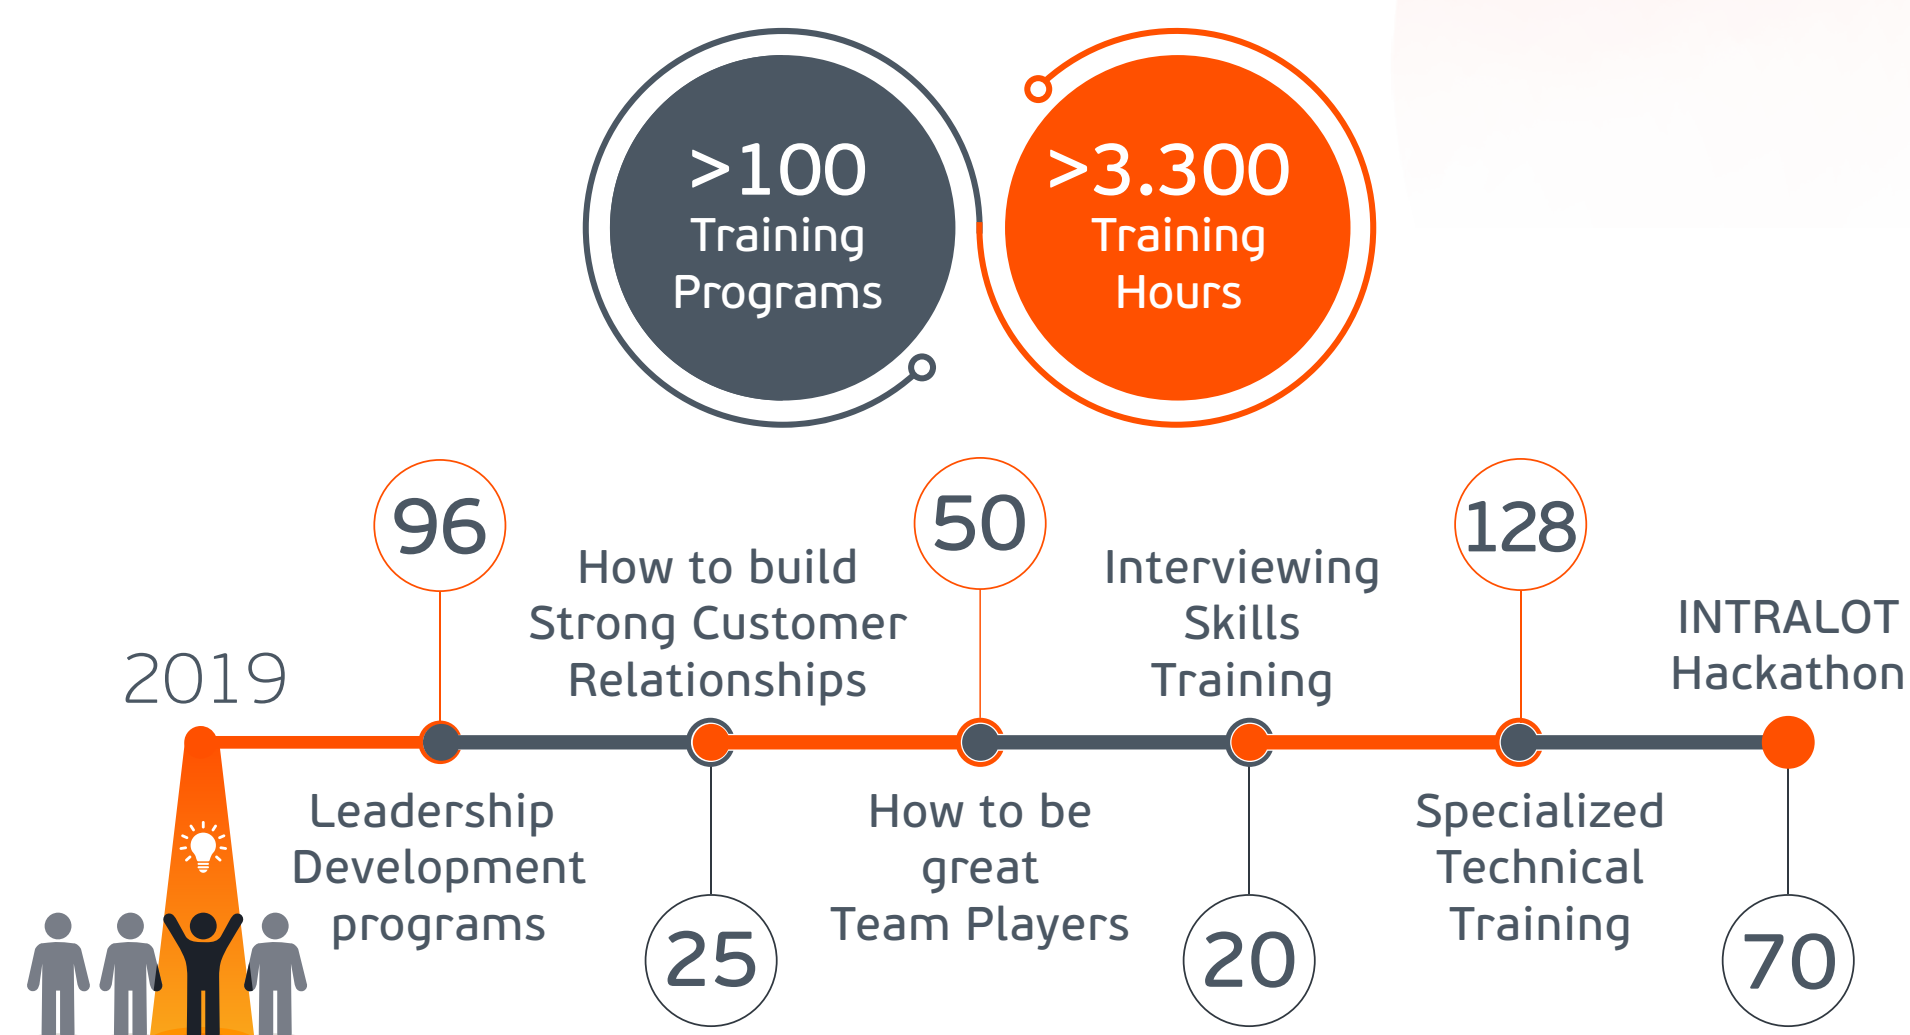 >100
Training
Programs
>3.300
Training
Hours
2019
96
Leadership
Development
programs
How to build
Strong Customer
Relationships
25
50
How to be
great
Team Players
Interviewing
Skills
Training
20
128
Specialized
Technical
Training
INTRALOT
Hackathon
70